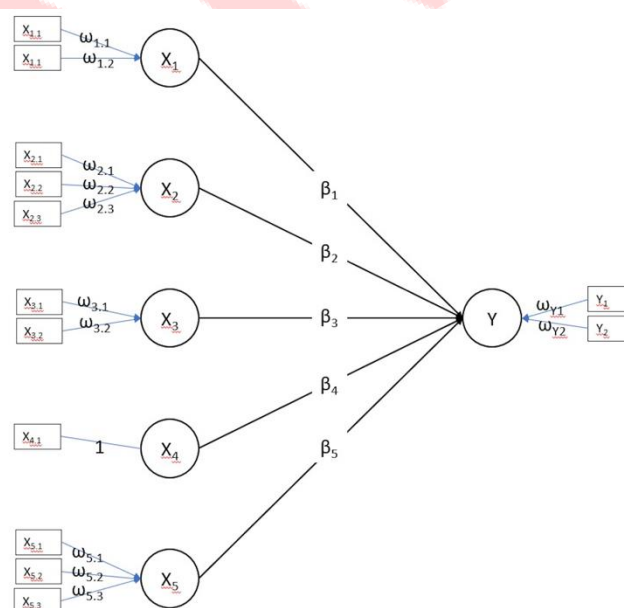 X1.1 ω1.1
X1.1 ω1.2
X1
β1
X2.1 ω2.1
X2.2 ω2.2
X2.3 ω2.3
X2
β2
X3.1 ω3.1
X3.2 ω3.2
X3
β3
Y
ωY1 Y1
ωY2 Y2
β4
X4.1 1
X4
β5
X5.1 ω5.1
X5.2 ω5.2
X5.3 ω5.3
X5